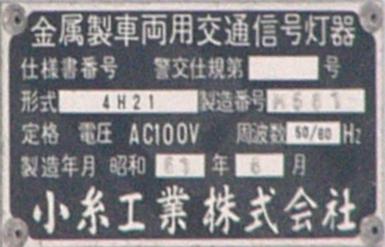 金属製車両用交通信号灯器
仕様書番号 警交仕規第 号
形式 4H21 製造番号
定格 電圧 AC100V 周波数 50/60 Hz
製造年月 昭和 61 年 6 月
小糸工業株式会社